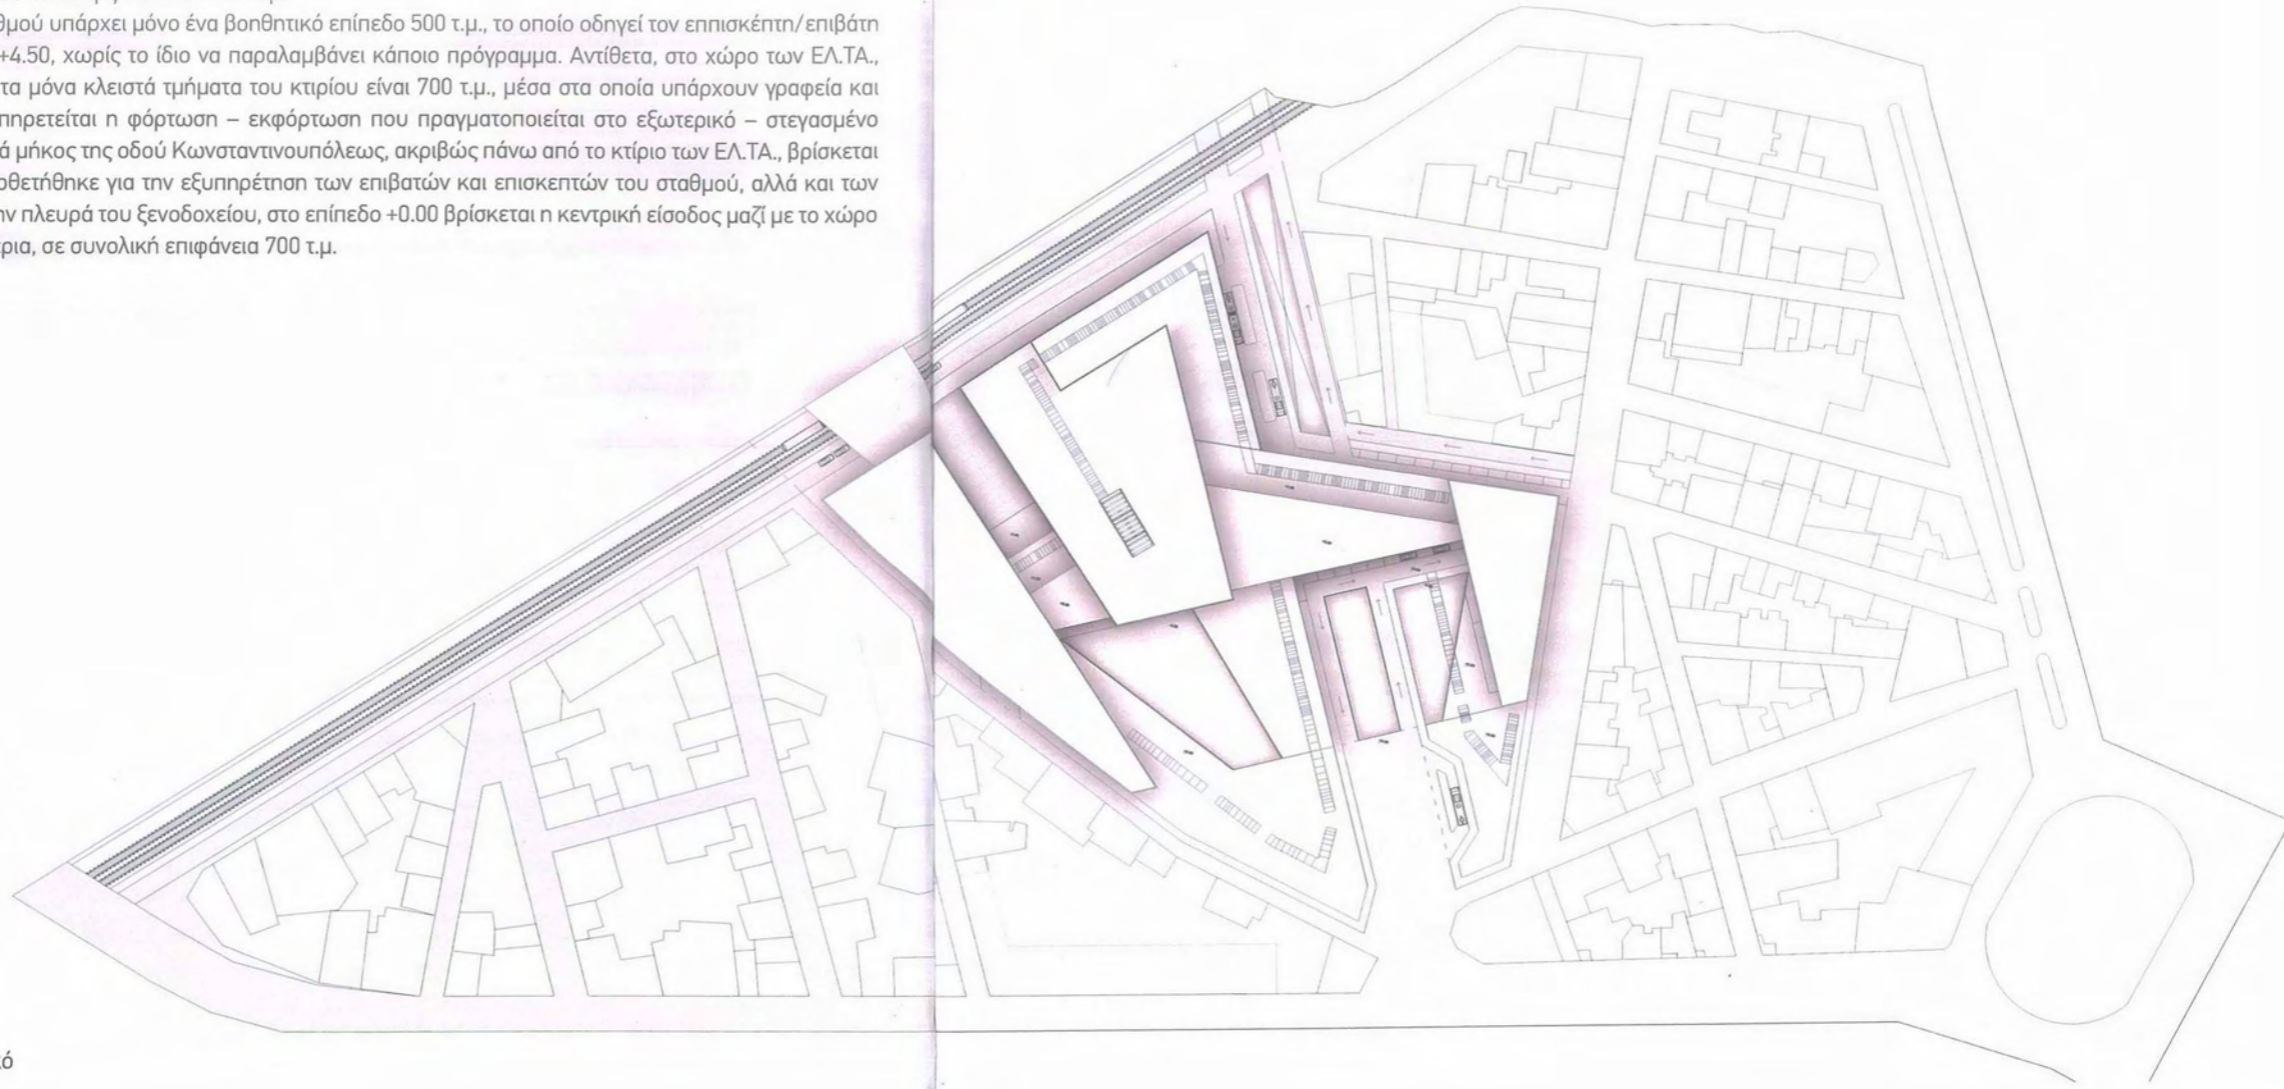 θμού υπάρχει μόνο ένα βοηθητικό επίπεδο 500 τ.μ., το οποίο οδηγεί τον εππισκέπτη/επιβάτη
+4.50, χωρίς το ίδιο να παραλαμβάνει κάποιο πρόγραμμα. Αντίθετα, στο χώρο των ΕΛ.ΤΑ.,
τα μόνα κλειστά τμήματα του κτιρίου είναι 700 τ.μ., μέσα στα οποία υπάρχουν γραφεία και
πηρετείται η φόρτωση – εκφόρτωση που πραγματοποιείται στο εξωτερικό – στεγασμένο
ά μήκος της οδού Κωνσταντινουπόλεως, ακριβώς πάνω από το κτίριο των ΕΛ.ΤΑ., βρίσκεται
οθετήθηκε για την εξυπηρέτηση των επιβατών και επισκεπτών του σταθμού, αλλά και των
ην πλευρά του ξενοδοχείου, στο επίπεδο +0.00 βρίσκεται η κεντρική είσοδος μαζί με το χώρο
έρια, σε συνολική επιφάνεια 700 τ.μ.
κό